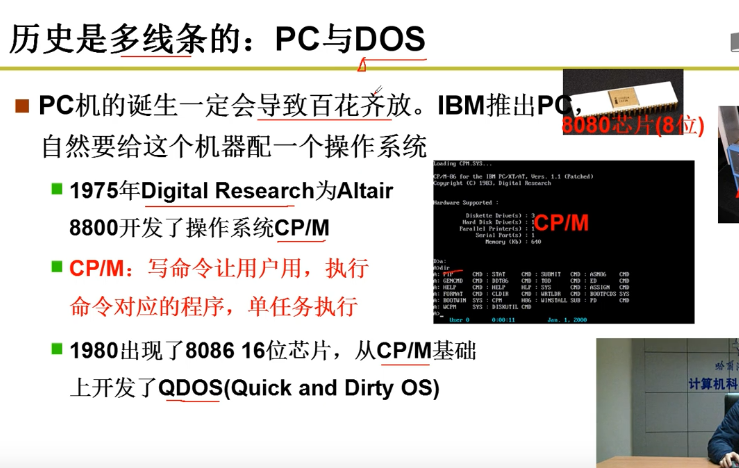 历史是多线条的：PC与DOS
PC机的诞生一定会导致百花齐放。IBM推出PC，
自然要给这个机器配一个操作系统
8080芯片(8位)
1975年Digital Research为Altair
8800开发了操作系统CP/M
CP/M：写命令让用户用，执行
命令对应的程序，单任务执行
1980出现了8086 16位芯片，从CP/M基础
上开发了QDOS(Quick and Dirty OS)
Loading CPM.SYS...
CP/M-86 for the IBM PC/XT/AT, Vers. 1.1 (Patched)
Copyright (C) 1983, Digital Research
Hardware Supported :
Diskette Drive(s) : 3
Hard Disk Drive(s) : 1
Parallel Printer(s) : 1
Serial Port(s) : 1
Memory (Kb) : 640
CP/M
D>a:
A>dir
A: PIP CMD : STAT CMD : SUBMIT CMD : ASM86 CMD
A: GENCMD CMD : DDT86 CMD : TOD CMD : ED CMD
A: HELP CMD : HELP HLP : SYS CMD : ASSIGN CMD
A: FORMAT CMD : CLDIR CMD : WRTLDR CMD : BOOTPCDS SYS
A: BOOTWIN SYS : CPM H86 : WINSTALL SUB : PD CMD
A: WCPM SYS : DISKUTIL CMD
A>
User 0 0:00:11 Jan. 1, 2000
计算机科